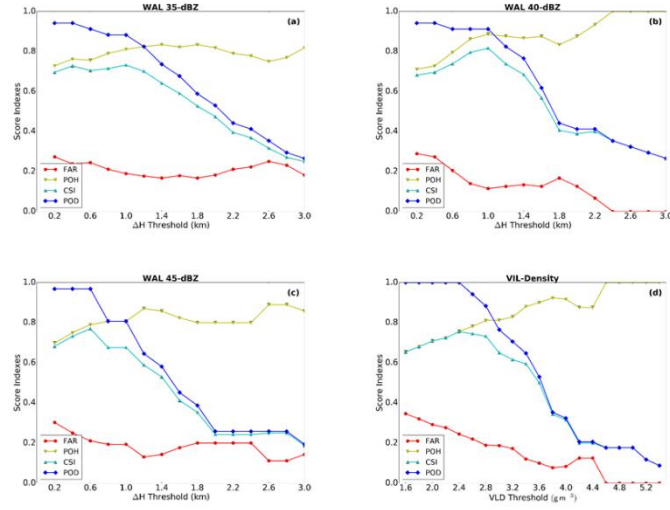 WAL 35-dBZ
(a)
1.0
0.8
0.6
0.4
0.2
0.0
Score Indexes
FAR
POH
CSI
POD
0.2 0.6 1.0 1.4 1.8 2.2 2.6 3.0
ΔH Threshold (km)
WAL 40-dBZ
(b)
1.0
0.8
0.6
0.4
0.2
0.0
Score Indexes
FAR
POH
CSI
POD
0.2 0.6 1.0 1.4 1.8 2.2 2.6 3.0
ΔH Threshold (km)
WAL 45-dBZ
(c)
1.0
0.8
0.6
0.4
0.2
0.0
Score Indexes
FAR
POH
CSI
POD
0.2 0.6 1.0 1.4 1.8 2.2 2.6 3.0
ΔH Threshold (km)
VIL-Density
(d)
1.0
0.8
0.6
0.4
0.2
0.0
Score Indexes
FAR
POH
CSI
POD
1.6 2.0 2.4 2.8 3.2 3.6 4.0 4.4 4.8 5.2
VLD Threshold (g m⁻³)